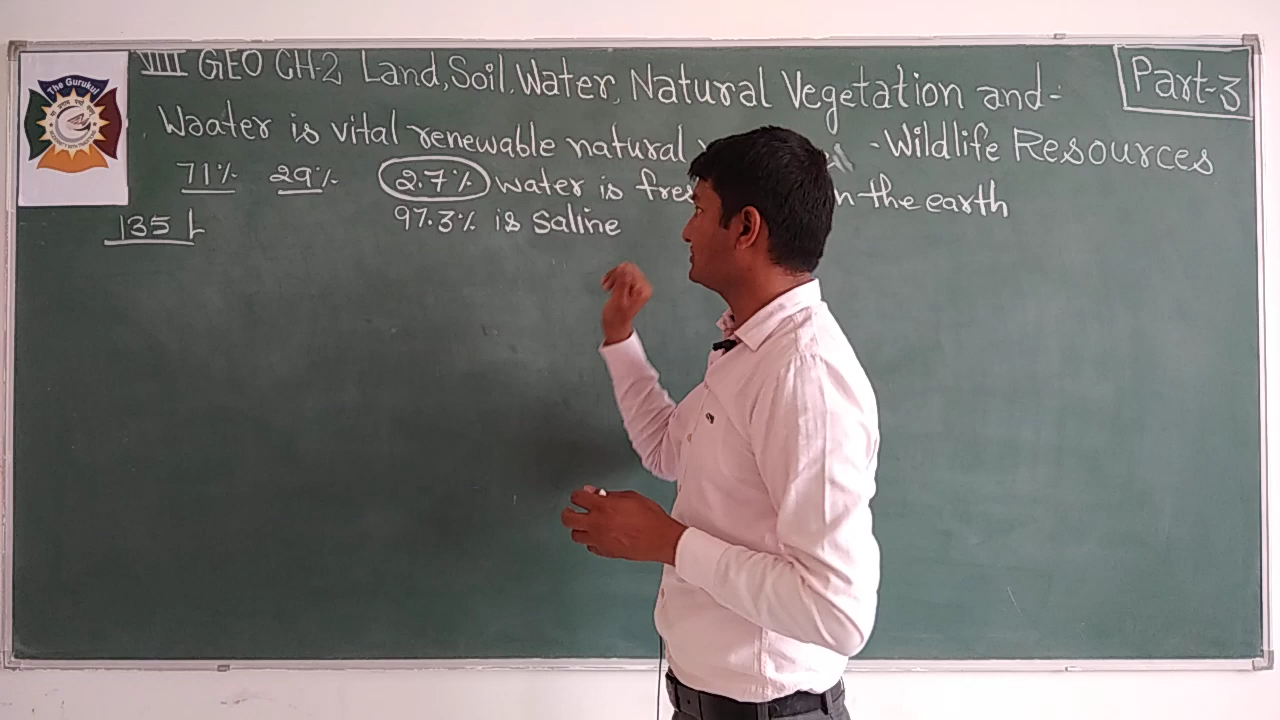 The Gurukul
VIII GEO CH-2 Land, Soil, Water, Natural Vegetation and-
Part-3
-Wildlife Resources
Waater is vital renewable natural
71% 29% 2.7% water is fres n the earth
97.3% is saline
135 L